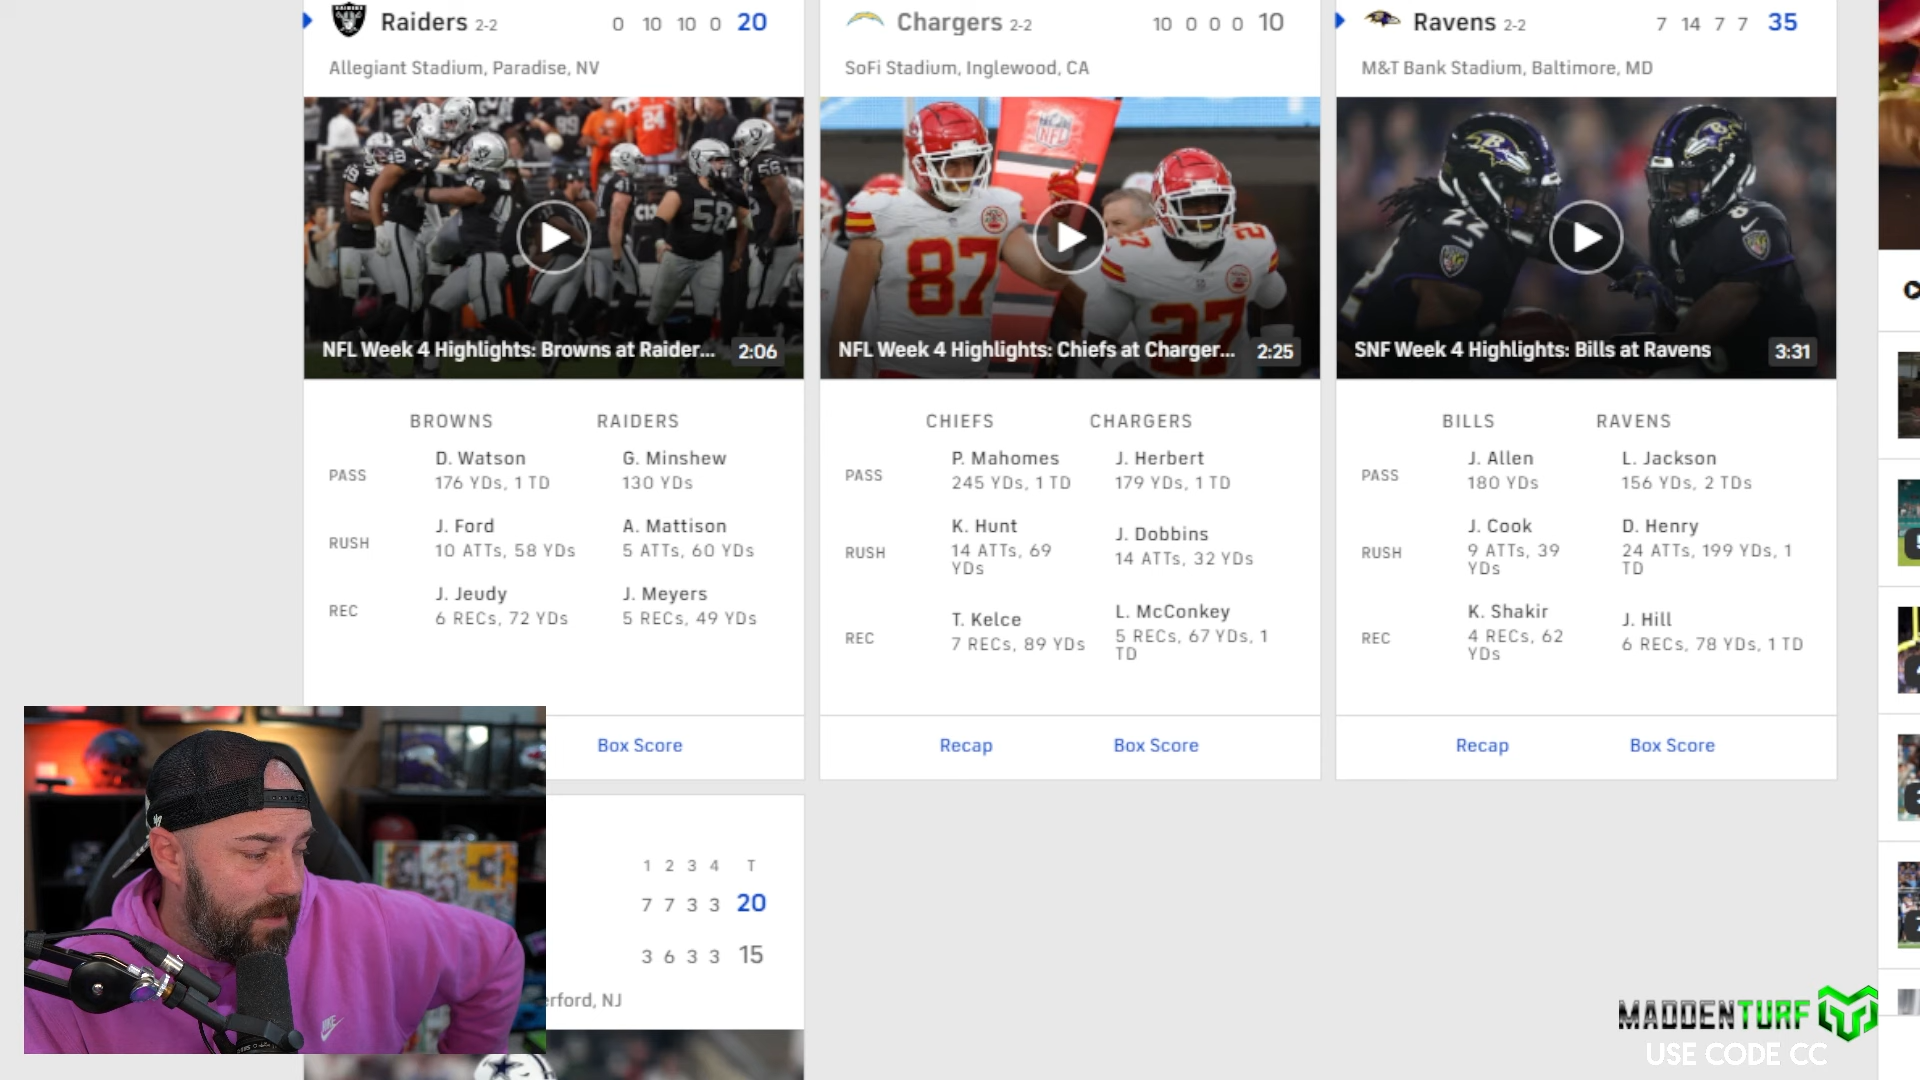 Raiders 2-2 0 10 10 0 20
Allegiant Stadium, Paradise, NV
NFL Week 4 Highlights: Browns at Raider... 2:06
BROWNS RAIDERS
PASS D. Watson 176 YDs, 1 TD G. Minshew 130 YDs
RUSH J. Ford 10 ATTs, 58 YDs A. Mattison 5 ATTs, 60 YDs
REC J. Jeudy 6 RECs, 72 YDs J. Meyers 5 RECs, 49 YDs
Box Score
Chargers 2-2 10 0 0 0 10
SoFi Stadium, Inglewood, CA
NFL
87
27
NFL Week 4 Highlights: Chiefs at Charger... 2:25
CHIEFS CHARGERS
PASS P. Mahomes 245 YDs, 1 TD J. Herbert 179 YDs, 1 TD
RUSH K. Hunt 14 ATTs, 69 YDs J. Dobbins 14 ATTs, 32 YDs
REC T. Kelce 7 RECs, 89 YDs L. McConkey 5 RECs, 67 YDs, 1 TD
Recap Box Score
Ravens 2-2 7 14 7 7 35
M&T Bank Stadium, Baltimore, MD
22
SNF Week 4 Highlights: Bills at Ravens 3:31
BILLS RAVENS
PASS J. Allen 180 YDs L. Jackson 156 YDs, 2 TDs
RUSH J. Cook 9 ATTs, 39 YDs D. Henry 24 ATTs, 199 YDs, 1 TD
REC K. Shakir 4 RECs, 62 YDs J. Hill 6 RECs, 78 YDs, 1 TD
Recap Box Score
1 2 3 4 T
7 7 3 3 20
3 6 3 3 15
erford, NJ
MADDENTURF
USE CODE CC